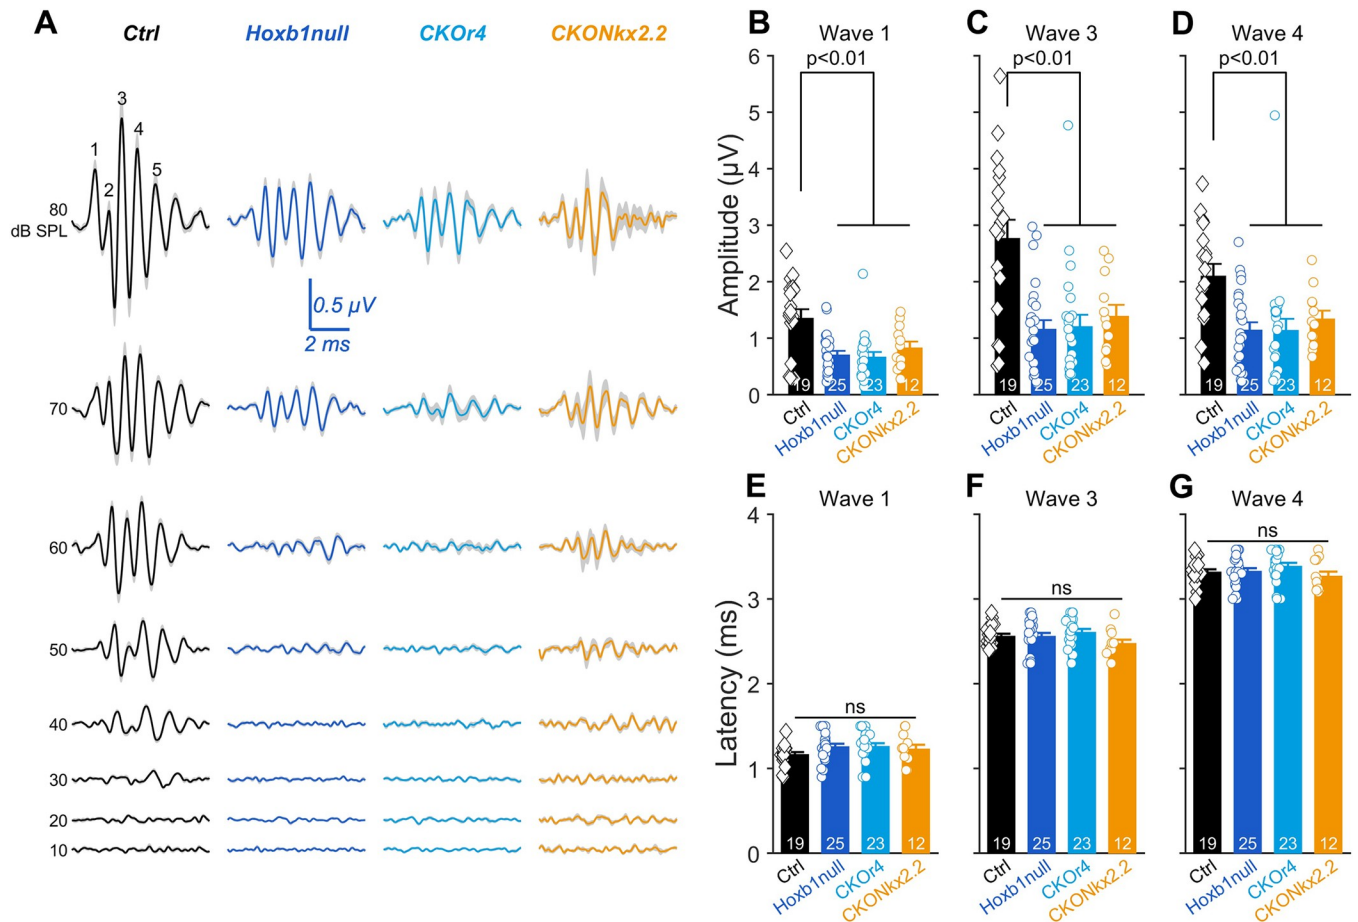 A
Ctrl
Hoxb1null
CKOr4
CKONkx2.2
1
2
3
4
5
80
dB SPL
0.5 µV
2 ms
70
60
50
40
30
20
10
B
Wave 1
p<0.01
Amplitude (µV)
6
5
4
3
2
1
0
19
25
23
12
Ctrl
Hoxb1null
CKOr4
CKONkx2.2
C
Wave 3
p<0.01
19
25
23
12
Ctrl
Hoxb1null
CKOr4
CKONkx2.2
D
Wave 4
p<0.01
19
25
23
12
Ctrl
Hoxb1null
CKOr4
CKONkx2.2
E
Wave 1
Latency (ms)
4
3
2
1
0
ns
19
25
23
12
Ctrl
Hoxb1null
CKOr4
CKONkx2.2
F
Wave 3
ns
19
25
23
12
Ctrl
Hoxb1null
CKOr4
CKONkx2.2
G
Wave 4
ns
19
25
23
12
Ctrl
Hoxb1null
CKOr4
CKONkx2.2